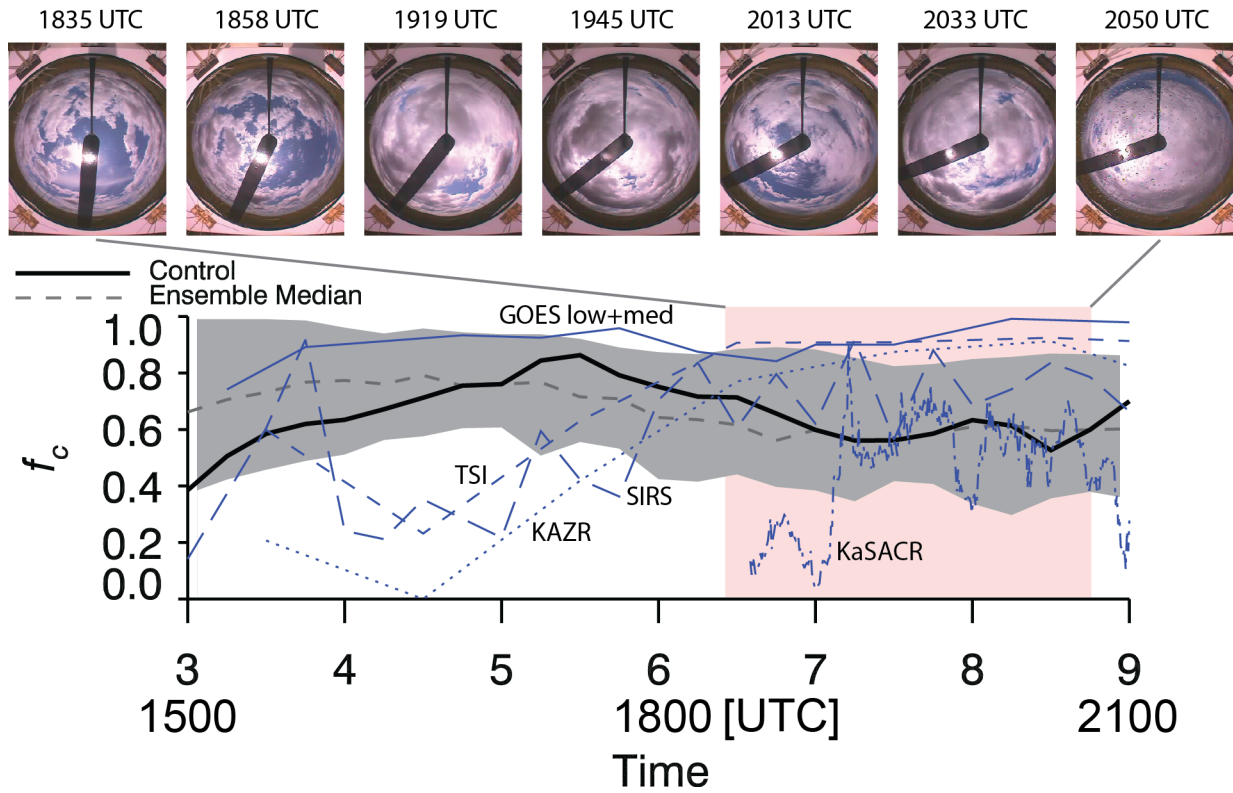 1835 UTC 1858 UTC 1919 UTC 1945 UTC 2013 UTC 2033 UTC 2050 UTC
Control
Ensemble Median
GOES low+med
1.0
0.8
0.6
0.4
0.2
0.0
fc
TSI
SIRS
KAZR
KaSACR
3 4 5 6 7 8 9
1500 1800 [UTC] 2100
Time